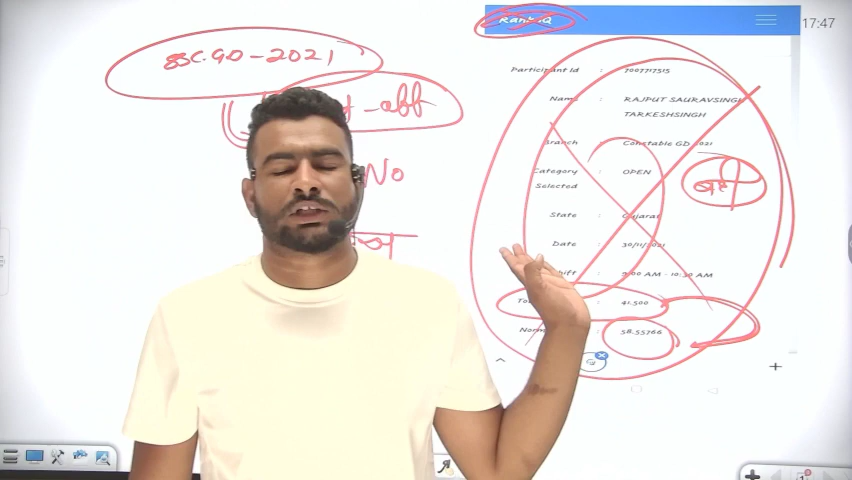 SSC.GD-2021
No
RankIQ
17:47
Participant Id : 7007717515
Name : RAJPUT SAURAVSINGH
TARKESHSINGH
Branch : Constable GD 2021
Category : OPEN
Selected
State : Gujarat
Date : 30/11/2021
9:00 AM - 10:30 AM
41.500
58.55766